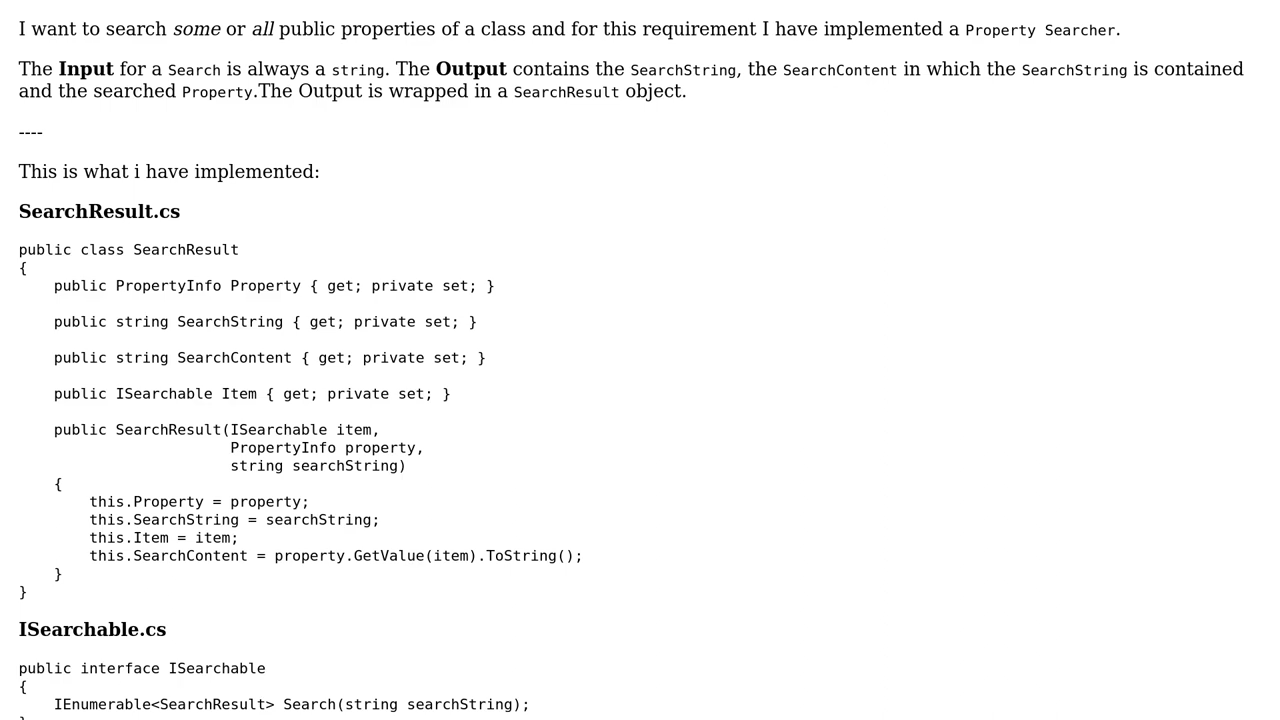 I want to search some or all public properties of a class and for this requirement I have implemented a Property Searcher.
The Input for a Search is always a string. The Output contains the SearchString, the SearchContent in which the SearchString is contained
and the searched Property.The Output is wrapped in a SearchResult object.
----
This is what i have implemented:
SearchResult.cs
public class SearchResult
{
    public PropertyInfo Property { get; private set; }
    public string SearchString { get; private set; }
    public string SearchContent { get; private set; }
    public ISearchable Item { get; private set; }
    public SearchResult(ISearchable item,
                        PropertyInfo property,
                        string searchString)
    {
        this.Property = property;
        this.SearchString = searchString;
        this.Item = item;
        this.SearchContent = property.GetValue(item).ToString();
    }
}
ISearchable.cs
public interface ISearchable
{
    IEnumerable<SearchResult> Search(string searchString);
}